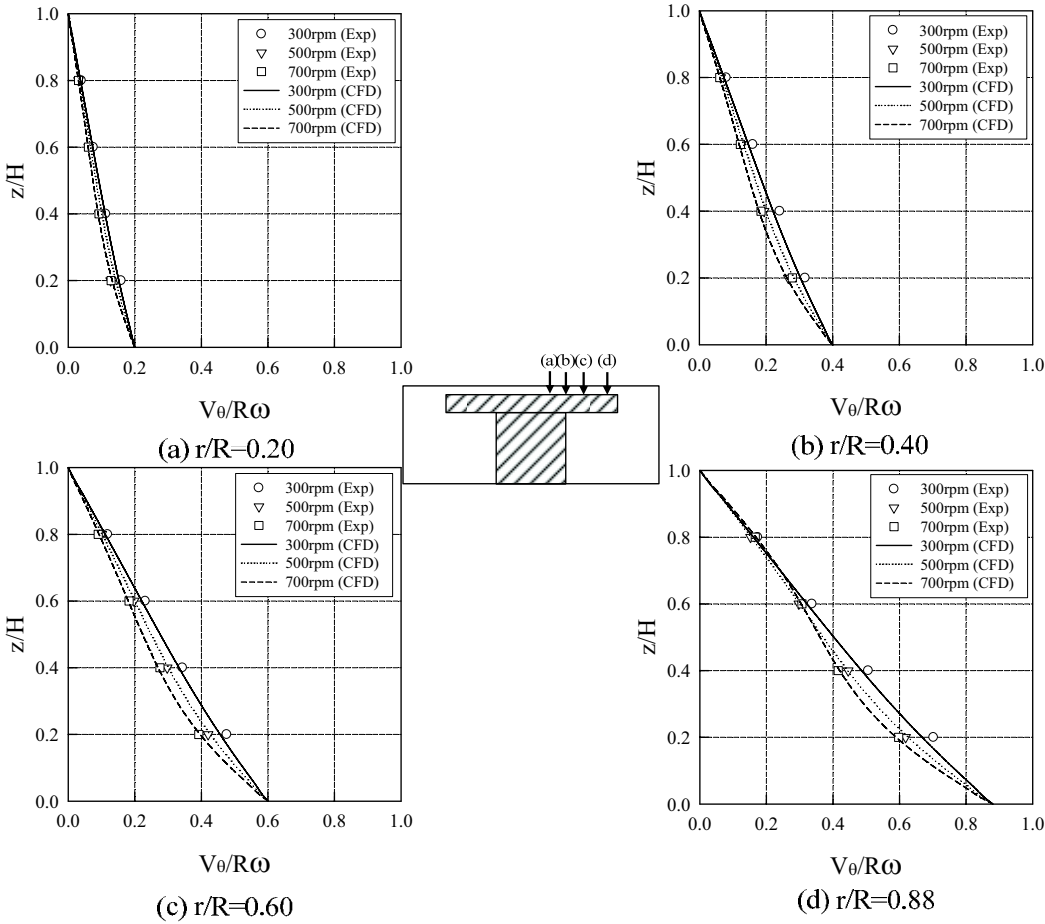 1.0
0.8
0.6
0.4
0.2
0.0
z/H
0.0 0.2 0.4 0.6 0.8 1.0
300rpm (Exp)
500rpm (Exp)
700rpm (Exp)
300rpm (CFD)
500rpm (CFD)
700rpm (CFD)
Vθ/Rω
(a) r/R=0.20
1.0
0.8
0.6
0.4
0.2
0.0
z/H
0.0 0.2 0.4 0.6 0.8 1.0
300rpm (Exp)
500rpm (Exp)
700rpm (Exp)
300rpm (CFD)
500rpm (CFD)
700rpm (CFD)
Vθ/Rω
(b) r/R=0.40
(a) (b) (c) (d)
1.0
0.8
0.6
0.4
0.2
0.0
z/H
0.0 0.2 0.4 0.6 0.8 1.0
300rpm (Exp)
500rpm (Exp)
700rpm (Exp)
300rpm (CFD)
500rpm (CFD)
700rpm (CFD)
Vθ/Rω
(c) r/R=0.60
1.0
0.8
0.6
0.4
0.2
0.0
z/H
0.0 0.2 0.4 0.6 0.8 1.0
300rpm (Exp)
500rpm (Exp)
700rpm (Exp)
300rpm (CFD)
500rpm (CFD)
700rpm (CFD)
Vθ/Rω
(d) r/R=0.88